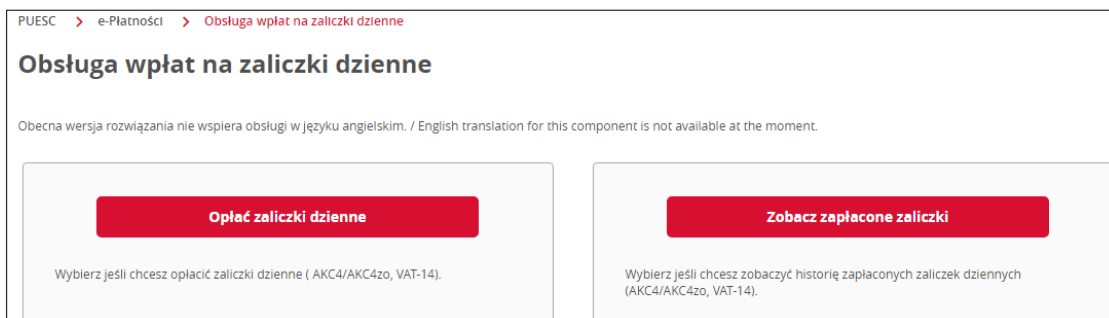 PUESC > e-Płatności > Obsługa wpłat na zaliczki dzienne
Obsługa wpłat na zaliczki dzienne
Obecna wersja rozwiązania nie wspiera obsługi w języku angielskim. / English translation for this component is not available at the moment.
Opłać zaliczki dzienne
Wybierz jeśli chcesz opłacić zaliczki dzienne ( AKC4/AKC4zo, VAT-14).
Zobacz zapłacone zaliczki
Wybierz jeśli chcesz zobaczyć historię zapłaconych zaliczek dziennych
(AKC4/AKC4zo, VAT-14).